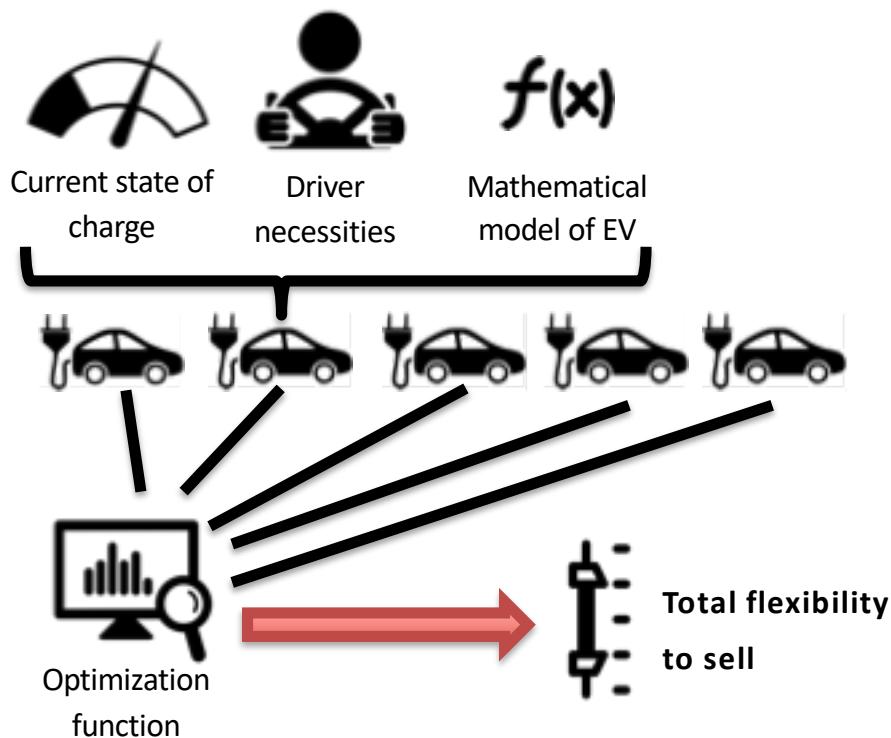 f(x)
Current state of
charge
Driver
necessities
Mathematical
model of EV
Total flexibility
to sell
Optimization
function